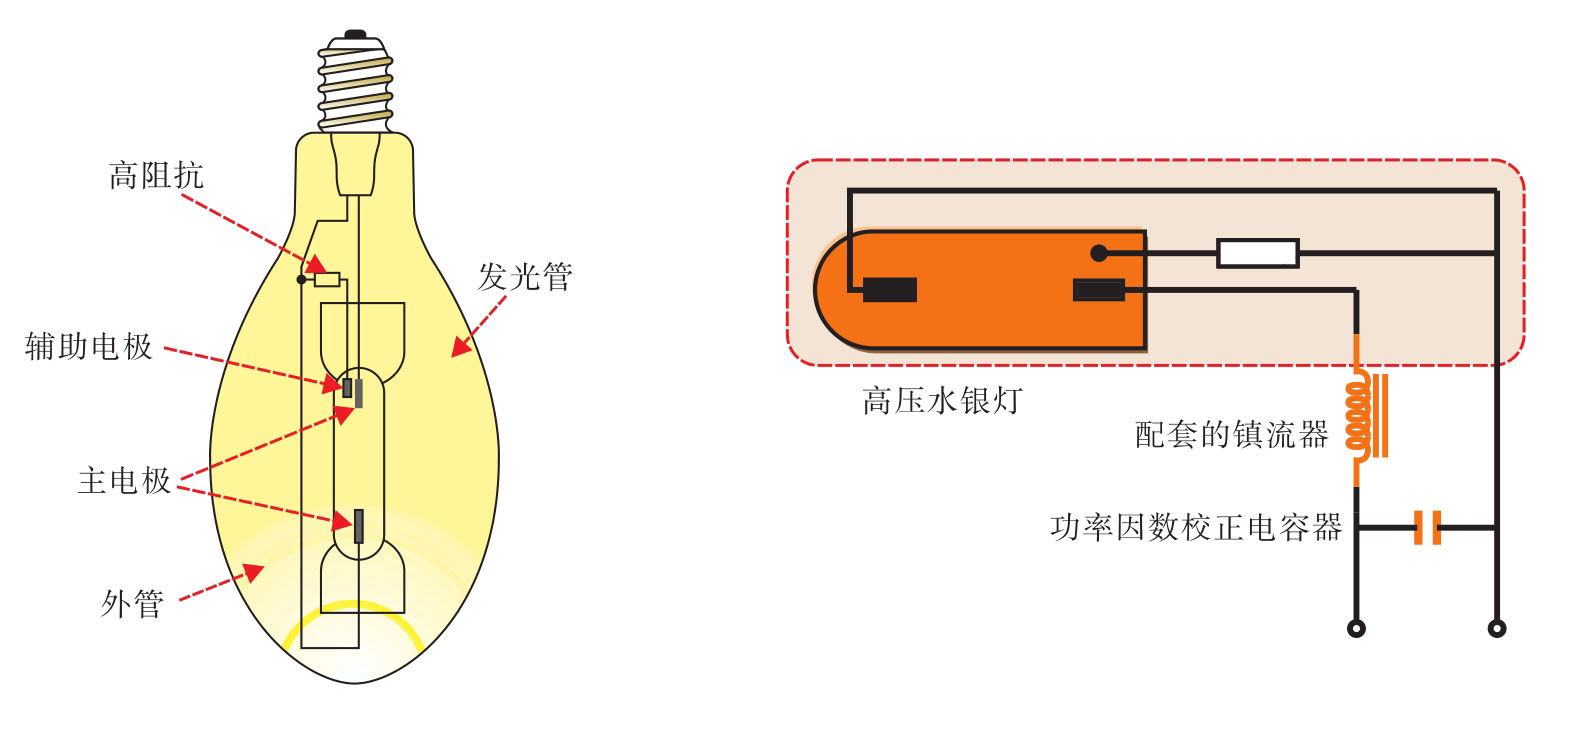 高阻抗
发光管
辅助电极
主电极
外管
高压水银灯
配套的镇流器
功率因数校正电容器